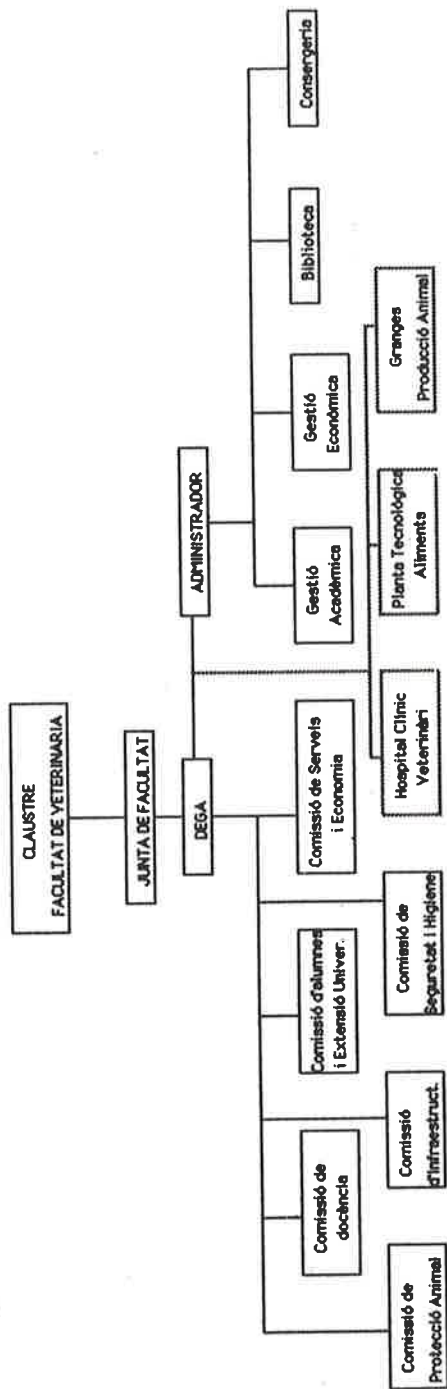 CLAUSTRE
FACULTAT DE VETERINARIA
JUNTA DE FACULTAT
DEGA
ADMINISTRADOR
Comissió de
Protecció Animal
Comissió de
docència
Comissió
d'infraestruct.
Comissió d'alumnes
i Extensió Univer.
Comissió de
Seguretat i Higiene
Comissió de Serveis
i Economia
Gestió
Acadèmica
Gestió
Econòmica
Biblioteca
Consergeria
Hospital Clínic
Veterinàri
Planta Tecnológica
Aliments
Granges
Producció Animal